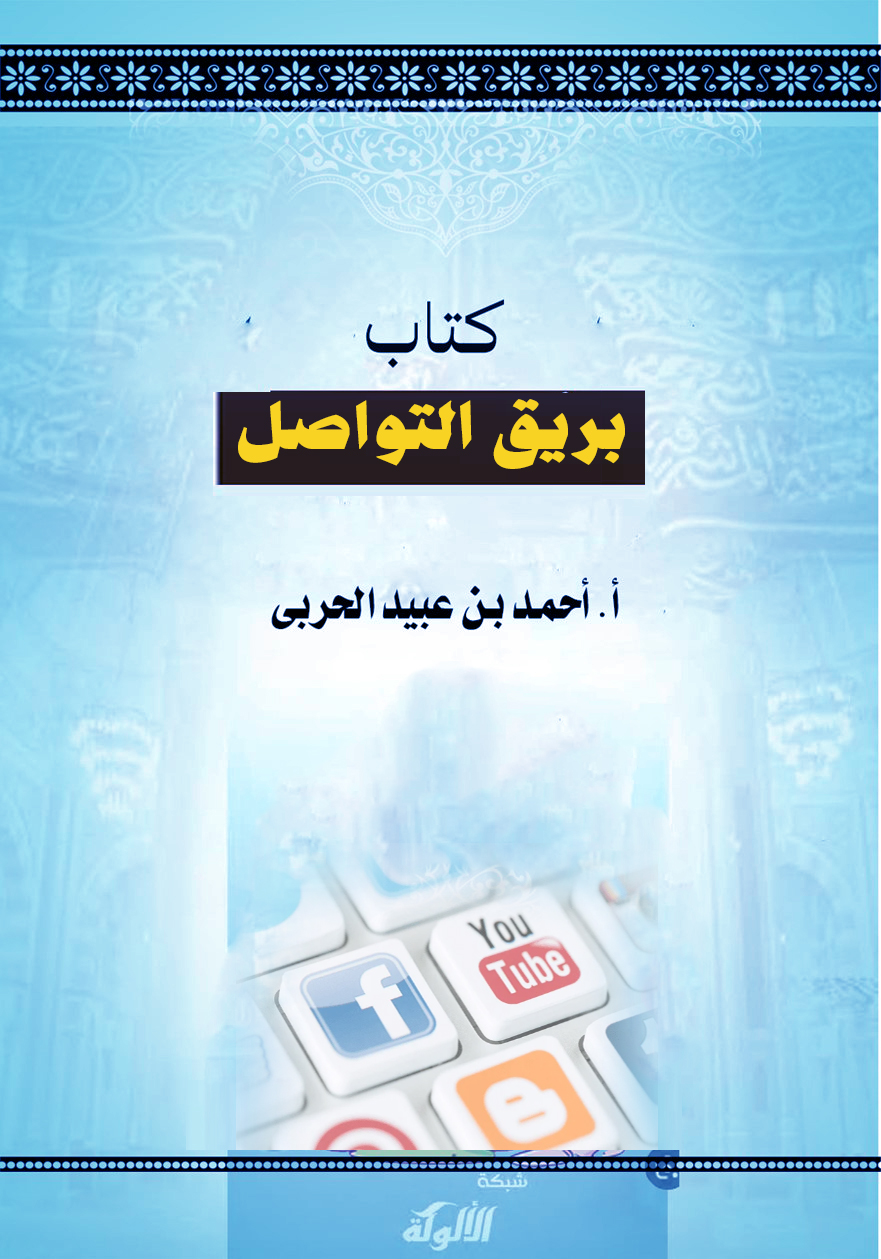 كتاب
بريق التواصل
أ. أحمد بن عبيد الحربى
You
Tube
f
شبكة
الألوكة